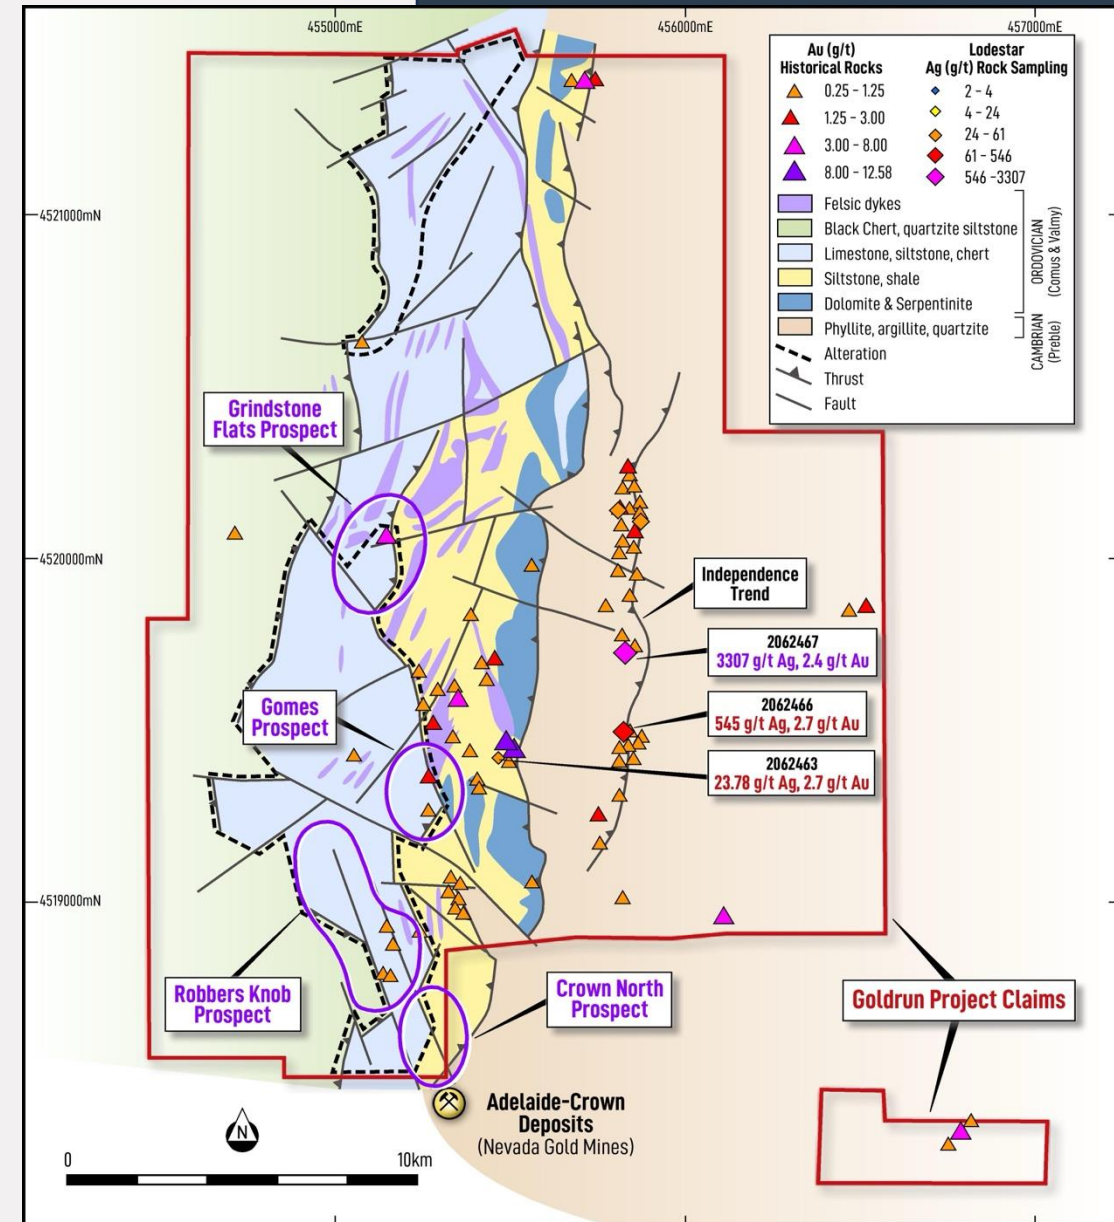 455000mE
456000mE
457000mE
Au (g/t)
Historical Rocks
0.25 – 1.25
1.25 – 3.00
3.00 – 8.00
8.00 – 12.58
Lodestar
Ag (g/t) Rock Sampling
2 – 4
4 – 24
24 – 61
61 – 546
546 –3307
Felsic dykes
Black Chert, quartzite siltstone
Limestone, siltstone, chert
Siltstone, shale
Dolomite & Serpentinite
Phyllite, argillite, quartzite
Alteration
Thrust
Fault
ORDOVICIAN
(Comus & Valmy)
CAMBRIAN
(Preble)
4521000mN
Grindstone
Flats Prospect
4520000mN
Independence
Trend
2062467
3307 g/t Ag, 2.4 g/t Au
2062466
545 g/t Ag, 2.7 g/t Au
2062463
23.78 g/t Ag, 2.7 g/t Au
Gomes
Prospect
4519000mN
Robbers Knob
Prospect
Crown North
Prospect
Goldrun Project Claims
Adelaide-Crown
Deposits
(Nevada Gold Mines)
N
0
10km